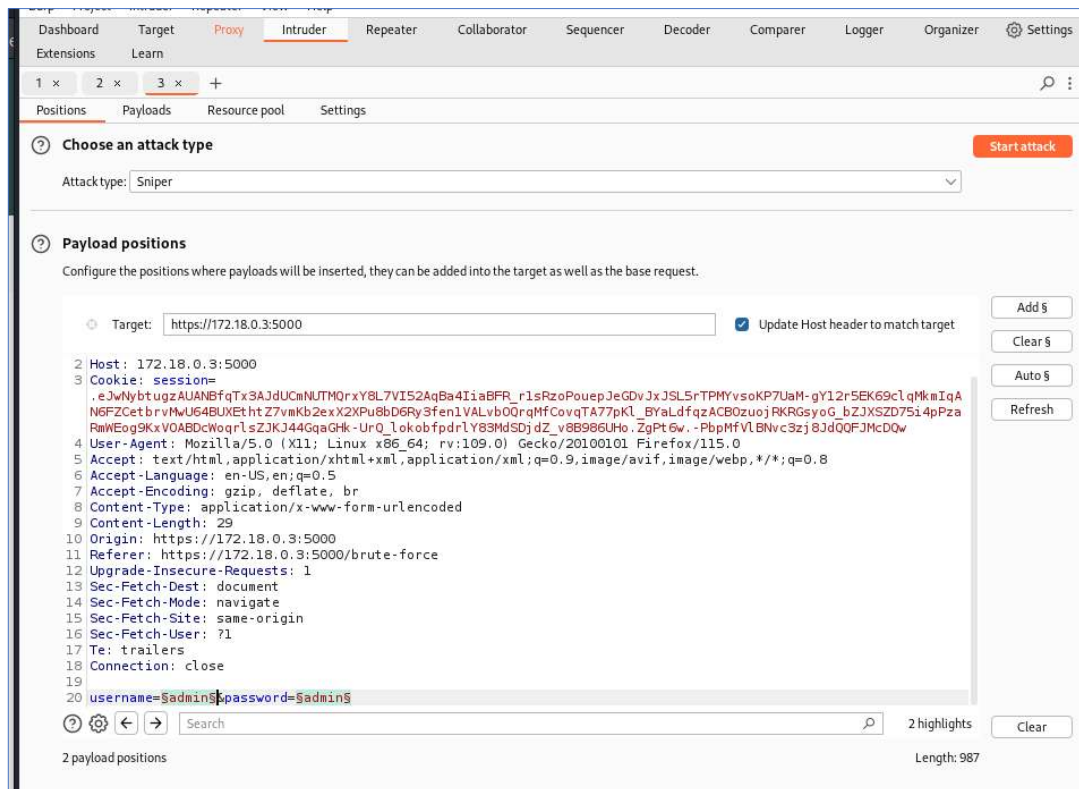 Dashboard Target Proxy Intruder Repeater Collaborator Sequencer Decoder Comparer Logger Organizer Settings
Extensions Learn
1 × 2 × 3 × +
Positions Payloads Resource pool Settings
Choose an attack type
Start attack
Attack type: Sniper
Payload positions
Configure the positions where payloads will be inserted, they can be added into the target as well as the base request.
Add §
Target: https://172.18.0.3:5000
Update Host header to match target
Clear §
Auto §
Refresh
2 Host: 172.18.0.3:5000
3 Cookie: session=
.eJwNybtugzAUANBfqTx3AJdUCmNUTMQrxY8L7VI52AqBa4IiaBFR_r1sRzoPouepJeGDvJxJSL5rTPMYvsoKP7UaM-gY12r5EK69clqMkmIqA
N6FZCetbrvMwU64BUXEthtZ7vmKb2exX2XPu8bD6Ry3fen1VALvbOQrqMfCovqTA77pKl_BYaLdfqzACBOzuojRKRGsyoG_bZJXSZD75i4pPza
RmWEog9KxVOABDcWoqrlsZJKJ44GqaGHk-UrQ_lokobfpdrlY83MdSDjdZ_v8B986UHo.ZgPt6w.-PbpMfVlBNvc3zj8JdQQFJMcDQw
4 User-Agent: Mozilla/5.0 (X11; Linux x86_64; rv:109.0) Gecko/20100101 Firefox/115.0
5 Accept: text/html,application/xhtml+xml,application/xml;q=0.9,image/avif,image/webp,*/*;q=0.8
6 Accept-Language: en-US,en;q=0.5
7 Accept-Encoding: gzip, deflate, br
8 Content-Type: application/x-www-form-urlencoded
9 Content-Length: 29
10 Origin: https://172.18.0.3:5000
11 Referer: https://172.18.0.3:5000/brute-force
12 Upgrade-Insecure-Requests: 1
13 Sec-Fetch-Dest: document
14 Sec-Fetch-Mode: navigate
15 Sec-Fetch-Site: same-origin
16 Sec-Fetch-User: ?1
17 Te: trailers
18 Connection: close
19
20 username=§admin§&password=§admin§
Search
2 highlights
Clear
2 payload positions
Length: 987